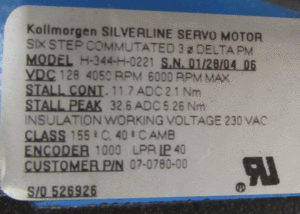 Kollmorgen SILVERLINE SERVO MOTOR
SIX STEP COMMUTATED 3 ø DELTA PM
MODEL H-344-H-0221 S.N. 01/28/04 06
VDC 128 4050 RPM 6000 RPM MAX
STALL CONT. 11.7 ADC 2.1 Nm
STALL PEAK 32.6 ADC 5.26 Nm
INSULATION WORKING VOLTAGE 230 VAC
CLASS 155 ° C, 40 ° C AMB
ENCODER 1000 LPR IP 40
CUSTOMER P/N 07-0780-00
S/O 526926